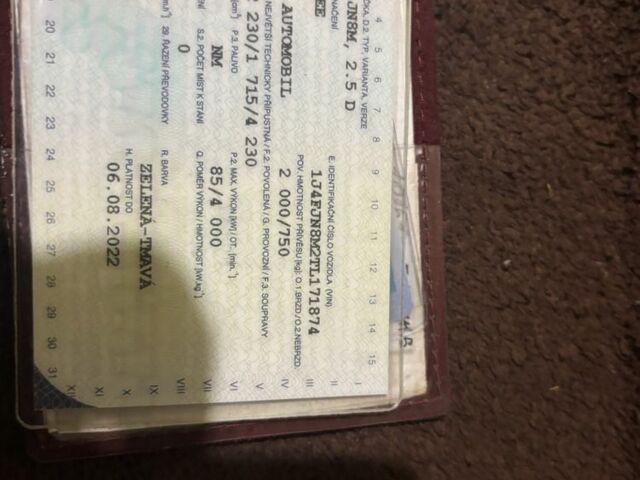 4 5 6 7 8 9 10 11 12 13 14 15
ČKA, D.2. TYP, VARIANTA, VERZE
JN8M, 2.5 D
E. IDENTIFIKAČNÍ ČÍSLO VOZIDLA (VIN)
1J4FJN8M2TL171874
NAČENÍ
EE
POV. HMOTNOST PŘÍVĚSU [kg]: O.1. BRZD./O.2. NEBRZD.
AUTOMOBIL
2 000/750
NEJVĚTŠÍ TECHNICKY PŘÍPUSTNÁ / F.2. POVOLENÁ / G. PROVOZNÍ / F.3. SOUPRAVY
230/1 715/4 230
P.3. PALIVO
P.2. MAX. VÝKON [kW] / OT. [min.⁻¹]
NM
85/4 000
S.2. POČET MÍST K STÁNÍ
Q. POMĚR VÝKON / HMOTNOST [kW.kg⁻¹]
0
29. ŘAZENÍ PŘEVODOVKY
R. BARVA
ZELENÁ-TMAVÁ
H. PLATNOST DO
06.08.2022
20 21 22 23 24 25 26 27 28 29 30 31
I
II
III
IV
V
VI
VII
VIII
IX
X
XI
XII